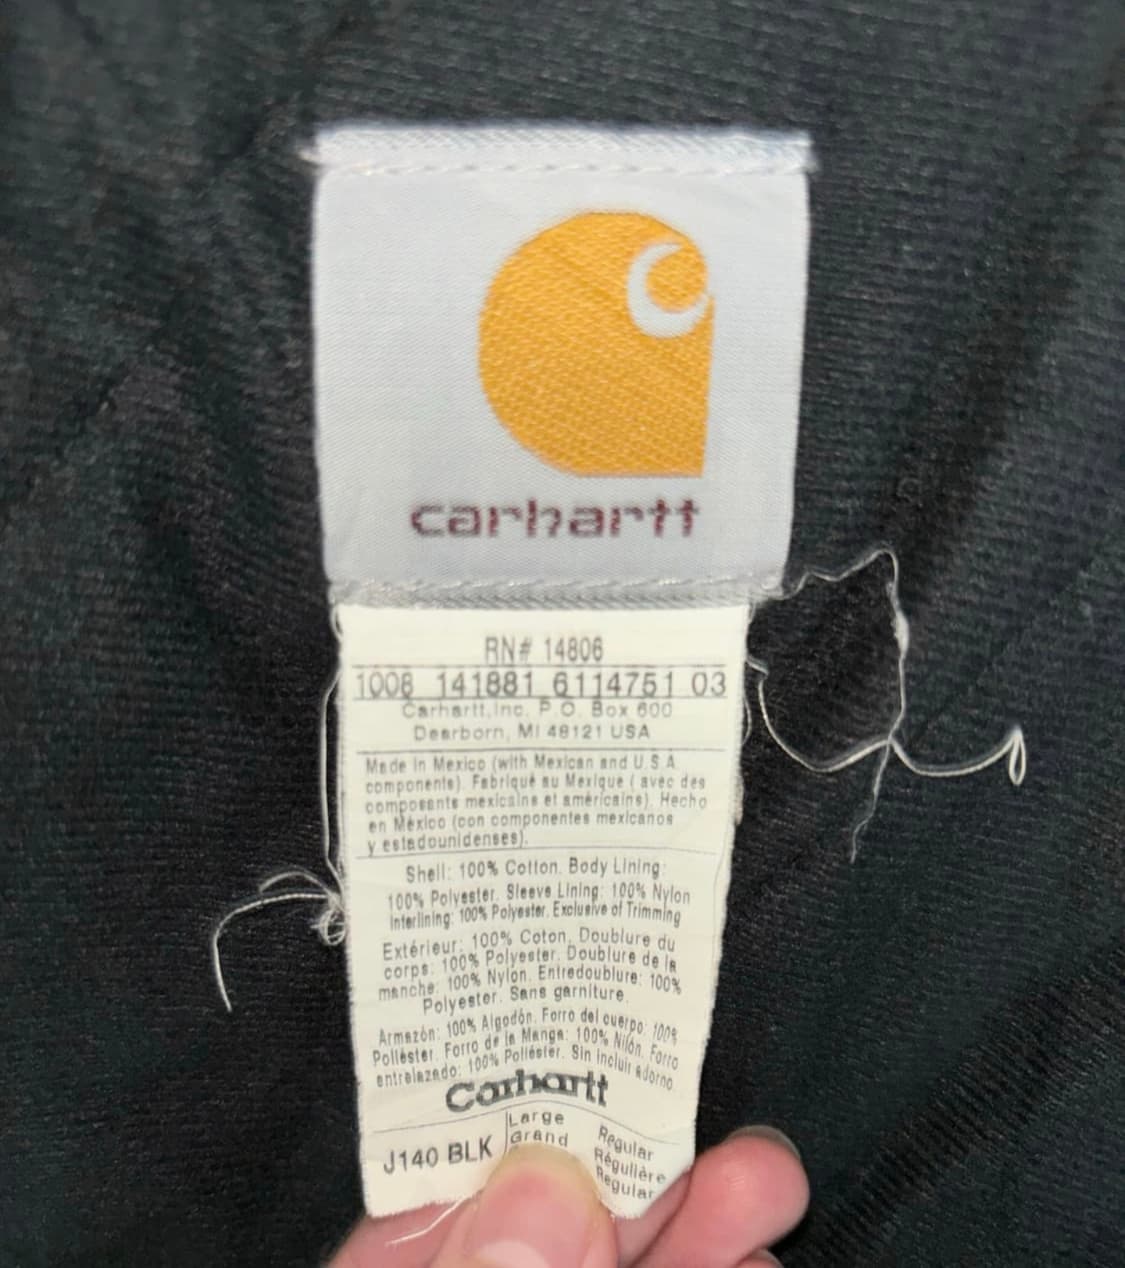 carhartt
RN# 14806
1008 141881 6114751 03
Carhartt, Inc. P.O. Box 600
Dearborn, MI 48121 USA
Made in Mexico (with Mexican and U.S.A.
components). Fabriqué au Mexique ( avec des
composants mexicains et américains). Hecho
en México (con componentes mexicanos
y estadounidenses).
Shell: 100% Cotton. Body Lining:
100% Polyester. Sleeve Lining: 100% Nylon
Interlining: 100% Polyester. Exclusive of Trimming
Extérieur: 100% Coton. Doublure du
corps: 100% Polyester. Doublure de la
manche: 100% Nylon. Entredoublure: 100%
Polyester. Sans garniture.
Armazón: 100% Algodón. Forro del cuerpo: 100%
Poliéster. Forro de la Manga: 100% Nilón. Forro
entrelazado: 100% Poliéster. Sin incluir adorno.
Carhartt
J140 BLK
Large
Grand
Regular
Régulière
Regular